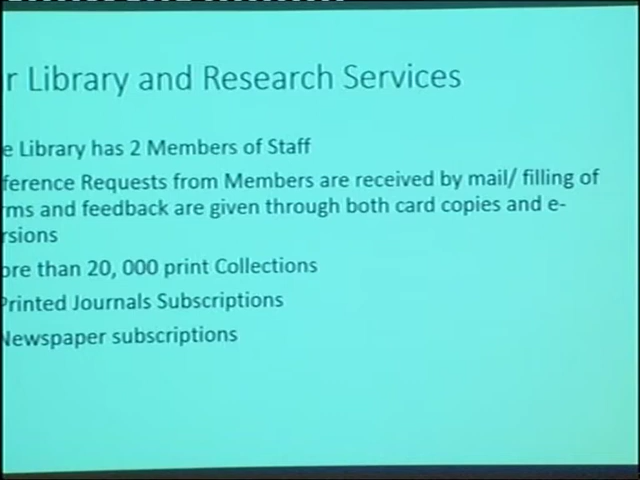 r Library and Research Services
e Library has 2 Members of Staff
ference Requests from Members are received by mail/ filling of
rms and feedback are given through both card copies and e-
rsions
ore than 20, 000 print Collections
Printed Journals Subscriptions
Newspaper subscriptions